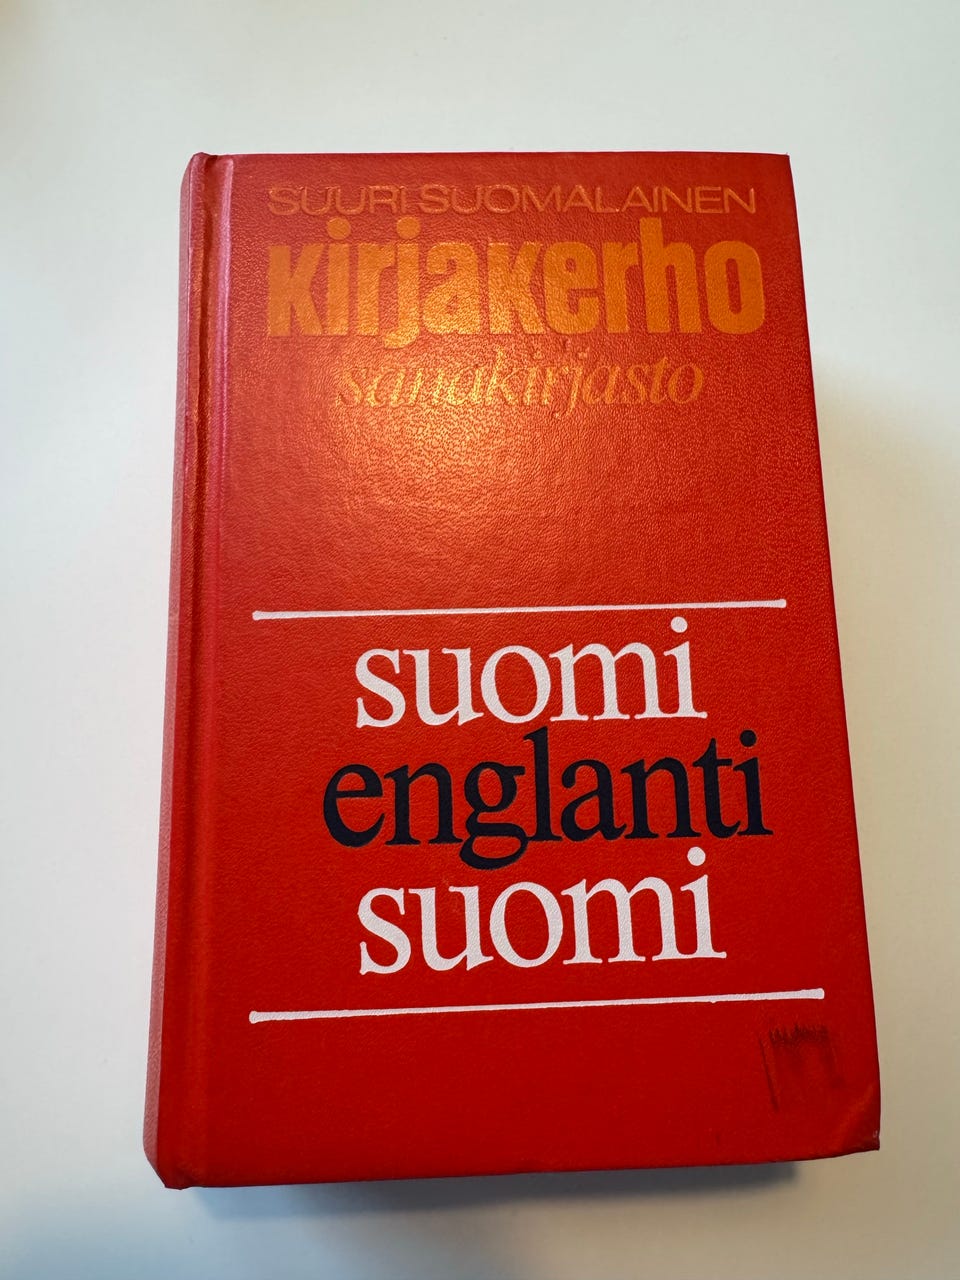 SUURI SUOMALAINEN
kirjakerho
sanakirjasto
suomi
englanti
suomi